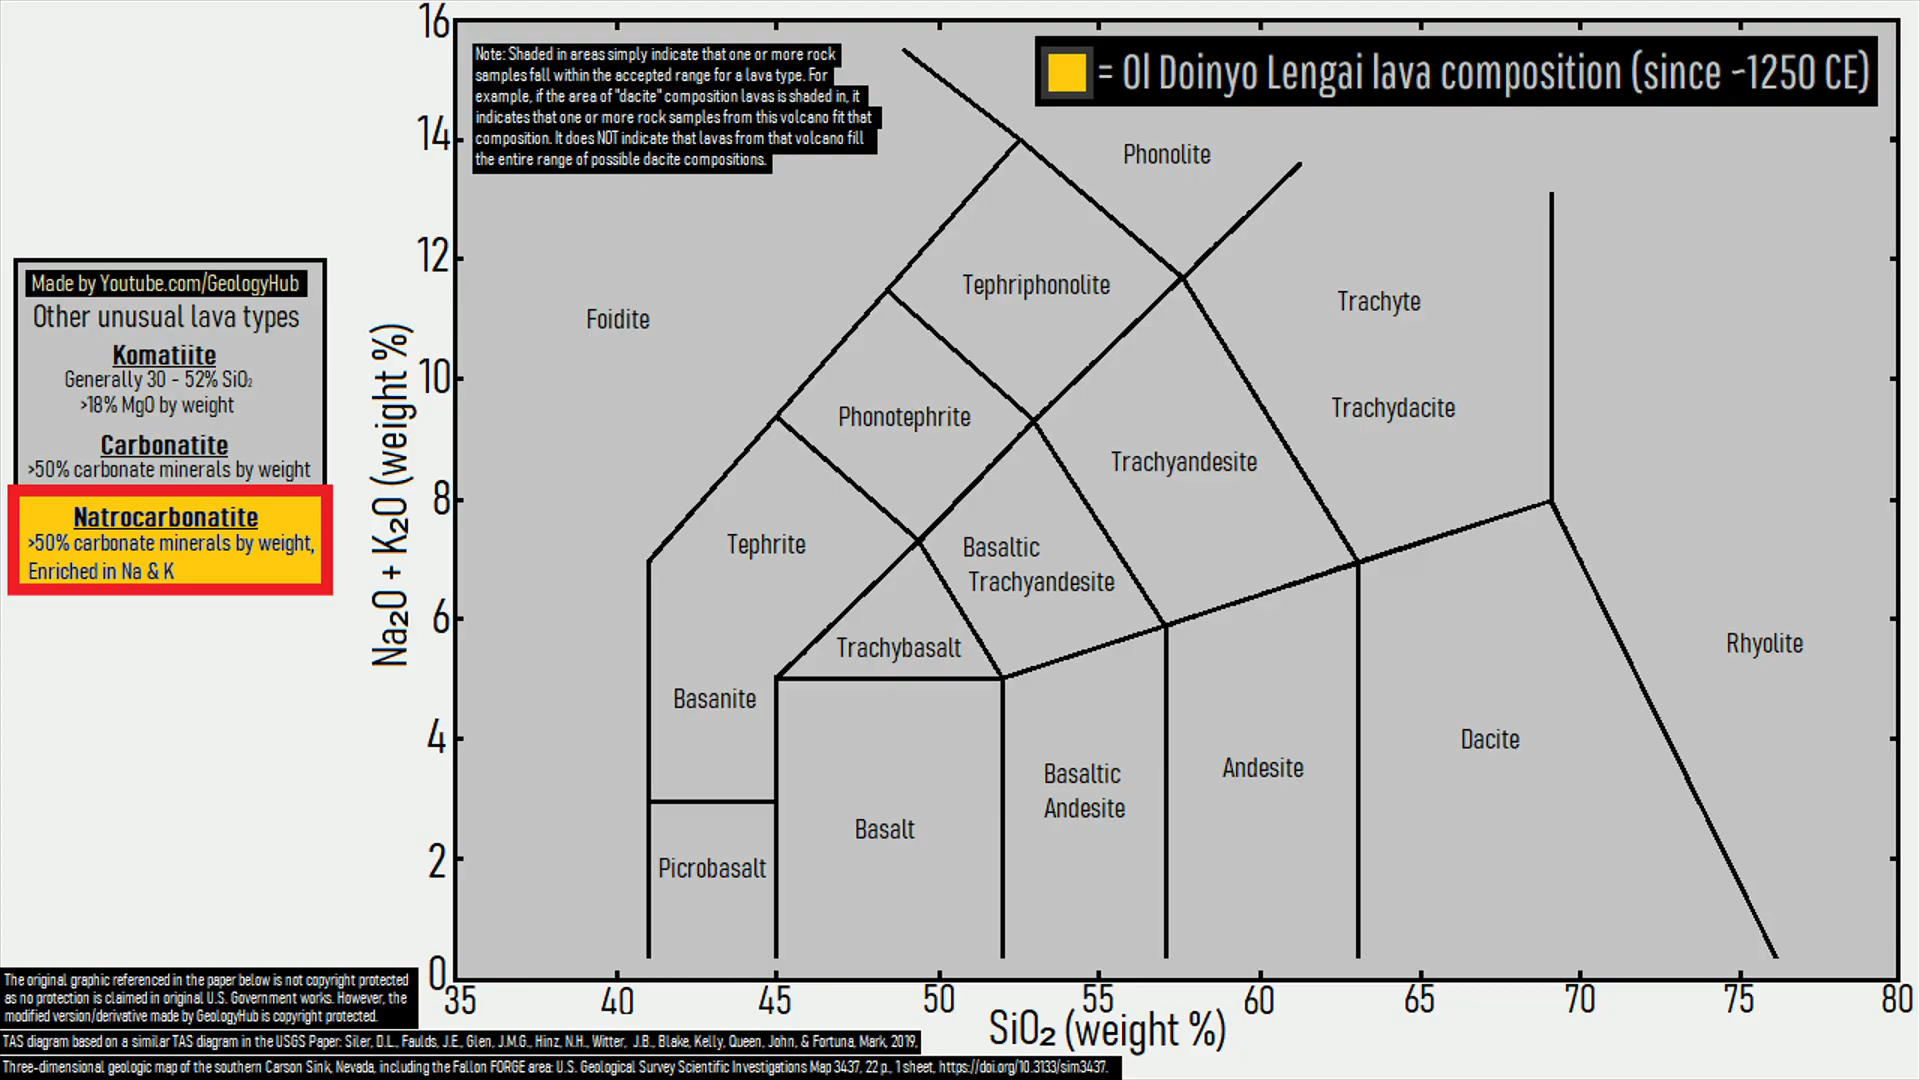 Note: Shaded in areas simply indicate that one or more rock
samples fall within the accepted range for a lava type. For
example, if the area of "dacite" composition lavas is shaded in, it
indicates that one or more rock samples from this volcano fit that
composition. It does NOT indicate that lavas from that volcano fill
the entire range of possible dacite compositions.
= Ol Doinyo Lengai lava composition (since ~1250 CE)
Made by Youtube.com/GeologyHub
Other unusual lava types
Komatiite
Generally 30 - 52% SiO₂
>18% MgO by weight
Carbonatite
>50% carbonate minerals by weight
Natrocarbonatite
>50% carbonate minerals by weight,
Enriched in Na & K
Na₂O + K₂O (weight %)
16
14
12
10
8
6
4
2
0
Phonolite
Tephriphonolite
Foidite
Trachyte
Trachydacite
Phonotephrite
Trachyandesite
Tephrite
Basaltic
Trachyandesite
Trachybasalt
Rhyolite
Basanite
Dacite
Basaltic
Andesite
Andesite
Basalt
Picrobasalt
35 40 45 50 55 60 65 70 75 80
SiO₂ (weight %)
The original graphic referenced in the paper below is not copyright protected
as no protection is claimed in original U.S. Government works. However, the
modified version/derivative made by GeologyHub is copyright protected.
TAS diagram based on a similar TAS diagram in the USGS Paper: Siler, D.L., Faulds, J.E., Glen, J.M.G., Hinz, N.H., Witter, J.B., Blake, Kelly, Queen, John, & Fortuna, Mark, 2019,
Three-dimensional geologic map of the southern Carson Sink, Nevada, including the Fallon FORGE area: U.S. Geological Survey Scientific Investigations Map 3437, 22 p., 1 sheet, https://doi.org/10.3133/sim3437.